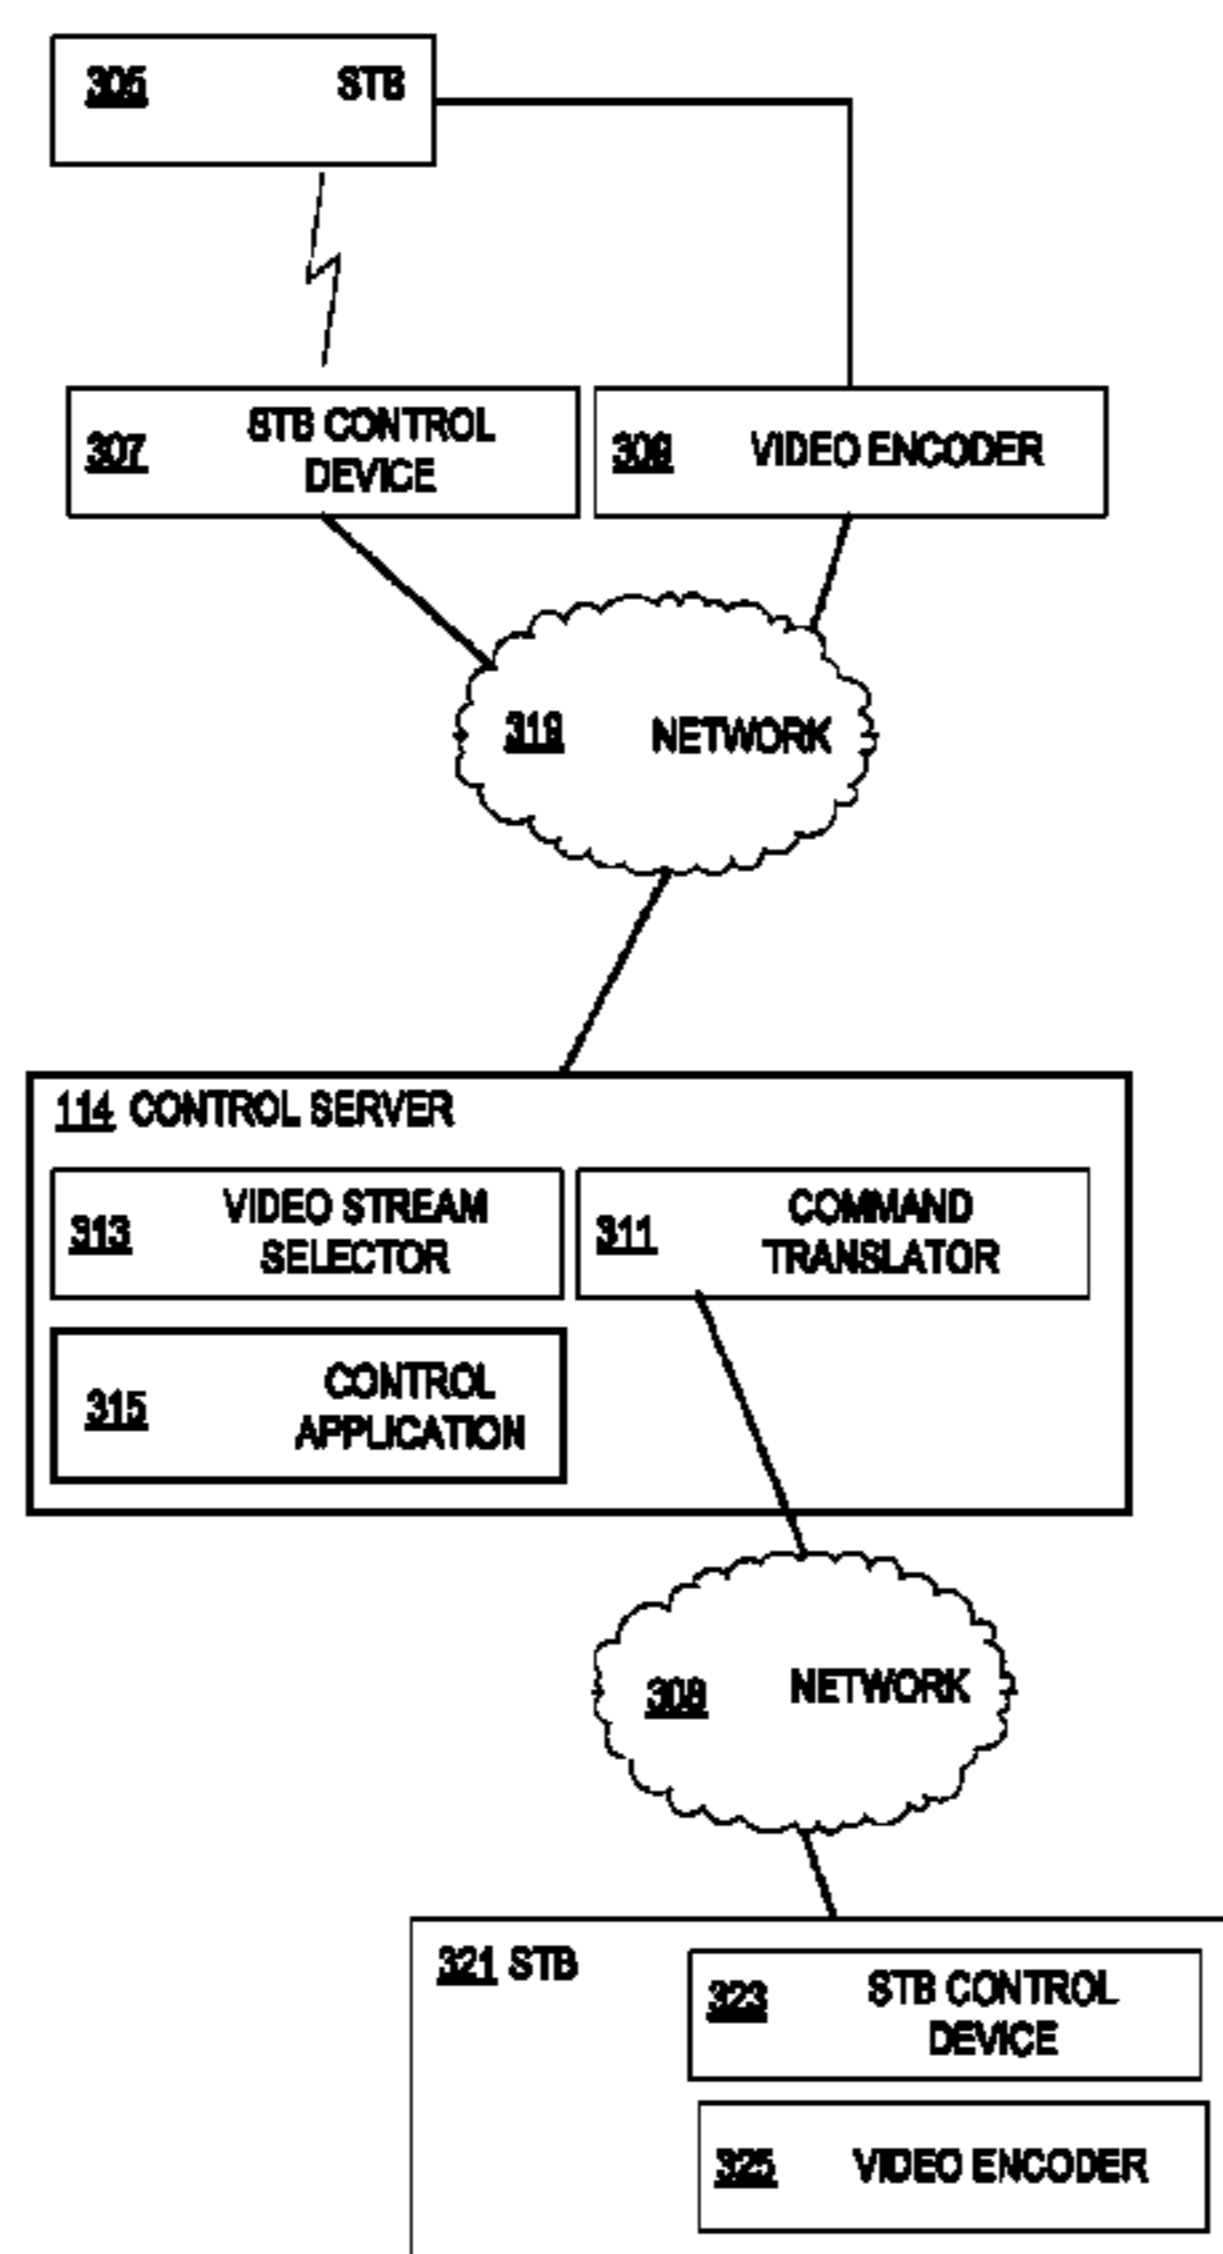 305 STB
307 STB CONTROL
DEVICE
309 VIDEO ENCODER
319 NETWORK
114 CONTROL SERVER
313 VIDEO STREAM
SELECTOR
311 COMMAND
TRANSLATOR
315 CONTROL
APPLICATION
308 NETWORK
321 STB
323 STB CONTROL
DEVICE
325 VIDEO ENCODER